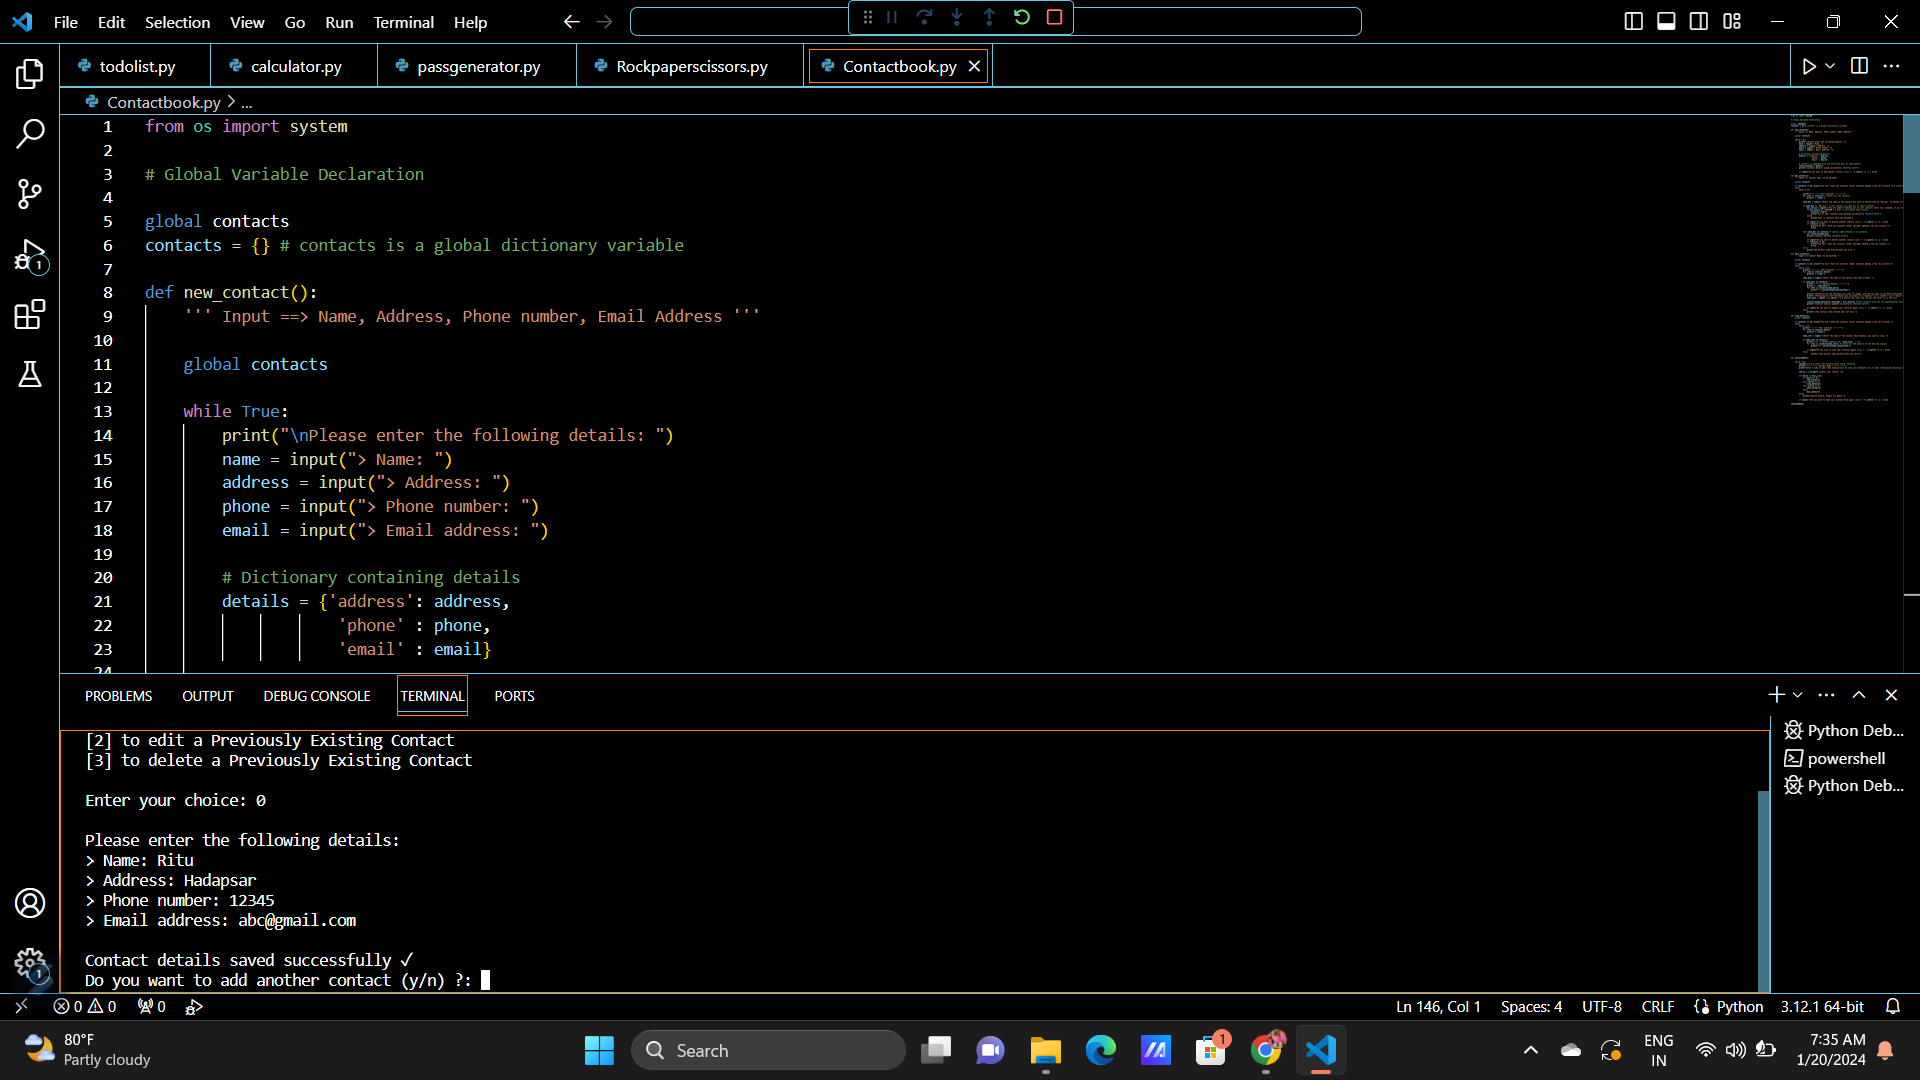 File Edit Selection View Go Run Terminal Help
todolist.py calculator.py passgenerator.py Rockpaperscissors.py Contactbook.py
Contactbook.py > ...
1 from os import system
2
3 # Global Variable Declaration
4
5 global contacts
6 contacts = {} # contacts is a global dictionary variable
7
8 def new_contact():
9 ''' Input ==> Name, Address, Phone number, Email Address '''
10
11 global contacts
12
13 while True:
14 print("\nPlease enter the following details: ")
15 name = input("> Name: ")
16 address = input("> Address: ")
17 phone = input("> Phone number: ")
18 email = input("> Email address: ")
19
20 # Dictionary containing details
21 details = {'address': address,
22 'phone' : phone,
23 'email' : email}
24
PROBLEMS OUTPUT DEBUG CONSOLE TERMINAL PORTS
[2] to edit a Previously Existing Contact
[3] to delete a Previously Existing Contact
Enter your choice: 0
Please enter the following details:
> Name: Ritu
> Address: Hadapsar
> Phone number: 12345
> Email address: abc@gmail.com
Contact details saved successfully ✓
Do you want to add another contact (y/n) ?:
Python Deb...
powershell
Python Deb...
1
1
0 0 0
Ln 146, Col 1 Spaces: 4 UTF-8 CRLF {} Python 3.12.1 64-bit
80°F
Partly cloudy
Search
1
ENG
IN
7:35 AM
1/20/2024